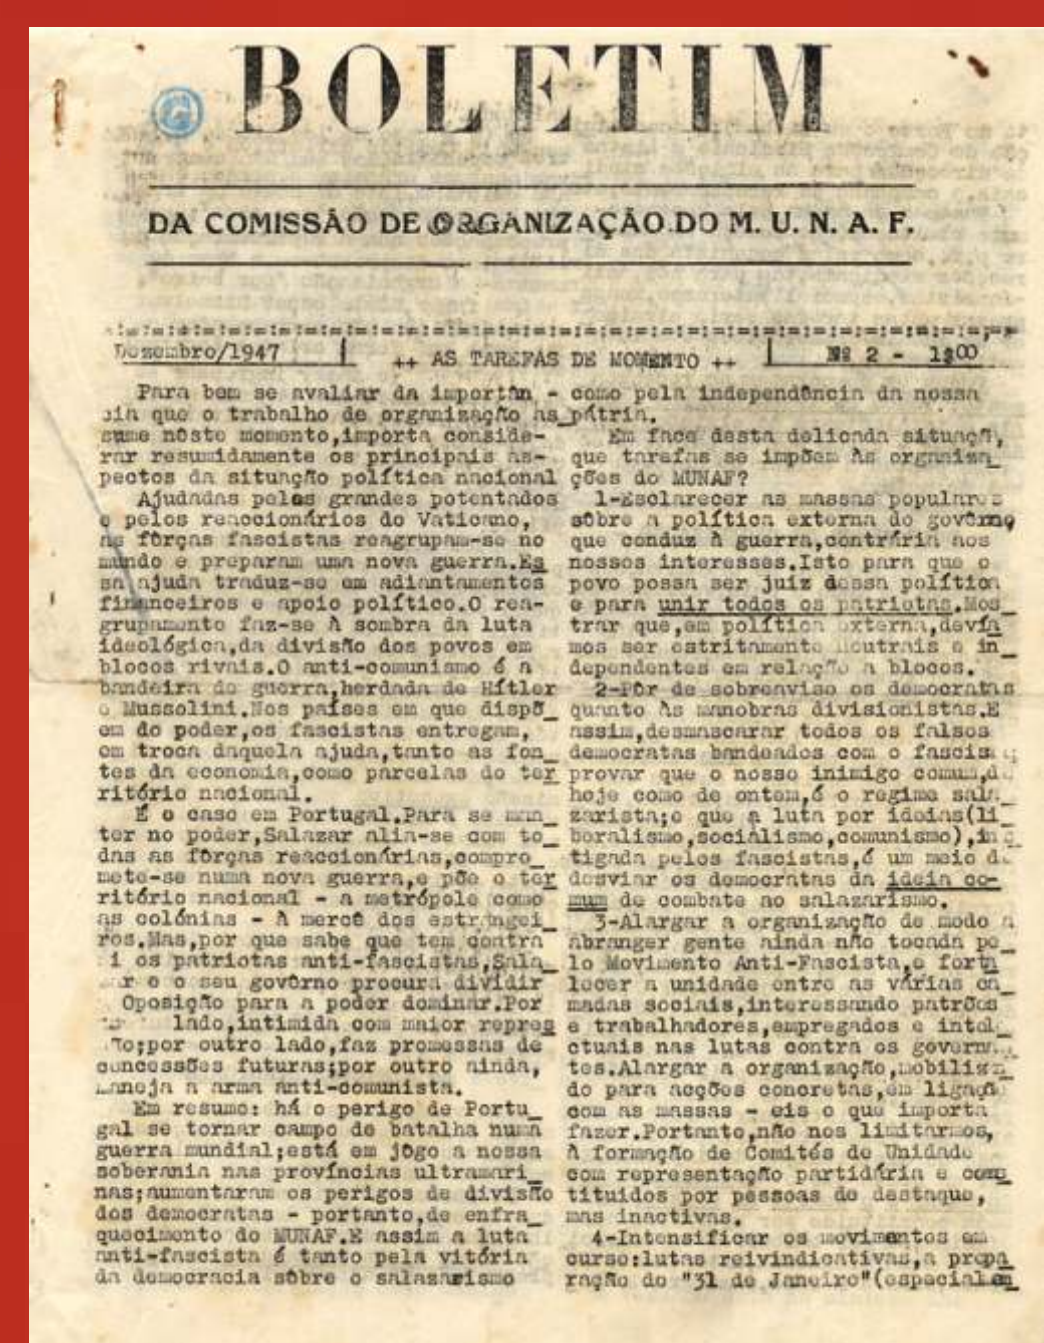 BOLETIM
DA COMISSÃO DE ORGANIZAÇÃO DO M. U. N. A. F.
Dezembro/1947
++ AS TAREFAS DE MOMENTO ++
Nº 2 - 1$00
Para bem se avaliar da importân -
cia que o trabalho de organização as_
sume nêste momento,importa conside-
rar resumidamente os principais as-
pectos da situação política nacional
Ajudadas pelas grandes potentados
e pelos reaccionários do Vaticano,
as fôrças fascistas reagrupam-se no
mundo e preparam uma nova guerra.Es
sa ajuda traduz-se em adiantamentos
financeiros e apoio político.O rea-
grupamento faz-se à sombra da luta
ideológica,da divisão dos povos em
blocos rivais.O anti-comunismo é a
bandeira de guerra,herdada de Hítler
e Mussolini.Nos países em que dispõ_
em do poder,os fascistas entregam,
em troca daquela ajuda,tanto as fon_
tes da economia,como parcelas do ter
ritório nacional.
É o caso em Portugal.Para se man_
ter no poder,Salazar alia-se com to_
das as fôrças reaccionárias,compro_
mete-se numa nova guerra,e põe o ter
ritório nacional - a metrópole como
as colónias - à mercê dos estrangei_
ros.Mas,por que sabe que tem contra
i os patriotas anti-fascistas,Sala_
ar e o seu govêrno procura dividir
Oposição para a poder dominar.Por
lado,intimida com maior repres
ão;por outro lado,faz promessas de
concessões futuras;por outro ainda,
maneja a arma anti-comunista.
Em resumo: há o perigo de Portu_
gal se tornar campo de batalha numa
guerra mundial;está em jôgo a nossa
soberania nas províncias ultramari_
nas;aumentaram os perigos de divisão
dos democratas - portanto,de enfra_
quecimento do MUNAF.E assim a luta
anti-fascista é tanto pela vitória
da democracia sôbre o salazarismo
como pela independência da nossa
pátria.
Em face desta delicada situaçã,
que tarefas se impõem às organiza_
ções do MUNAF?
1-Esclarecer as massas populares
sôbre a política externa do govêrno,
que conduz à guerra,contrária aos
nossos interesses.Isto para que o
povo possa ser juiz dessa política
e para unir todos os patriotas.Mos_
trar que,em política externa,devía
mos ser estritamente neutrais e in_
dependentes em relação a blocos.
2-Pôr de sobreaviso os democratas
quanto às manobras divisionistas.E
assim,desmascarar todos os falsos
democratas bandeados com o fascis
provar que o nosso inimigo comum,d
hoje como de ontem,é o regime sala_
zarista;e que a luta por ideias(li_
beralismo,socialismo,comunismo),in
tigada pelos fascistas,é um meio d
desviar os democratas da ideia co-
mum de combate ao salazarismo.
3-Alargar a organização de modo a
abranger gente ainda não tocada pe_
lo Movimento Anti-Fascista,e forta
lecer a unidade entre as várias ca_
madas sociais,interessando patrões
e trabalhadores,empregados e intel_
ctuais nas lutas contra os governa_
tes.Alargar a organização,mobiliza_
do para acções concretas,em ligação
com as massas - eis o que importa
fazer.Portanto,não nos limitarmos,
à formação de Comités de Unidade
com representação partidária e cons
tituidos por pessoas de destaque,
mas inactivas.
4-Intensificar os movimentos em
curso:lutas reivindicativas,a prepa_
ração do "31 de Janeiro"(especialm